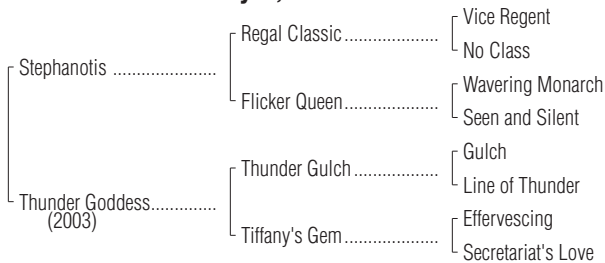 Vice Regent
Regal Classic
No Class
Stephanotis
Wavering Monarch
Flicker Queen
Seen and Silent
Gulch
Thunder Gulch
Line of Thunder
Thunder Goddess
(2003)
Effervescing
Tiffany's Gem
Secretariat's Love